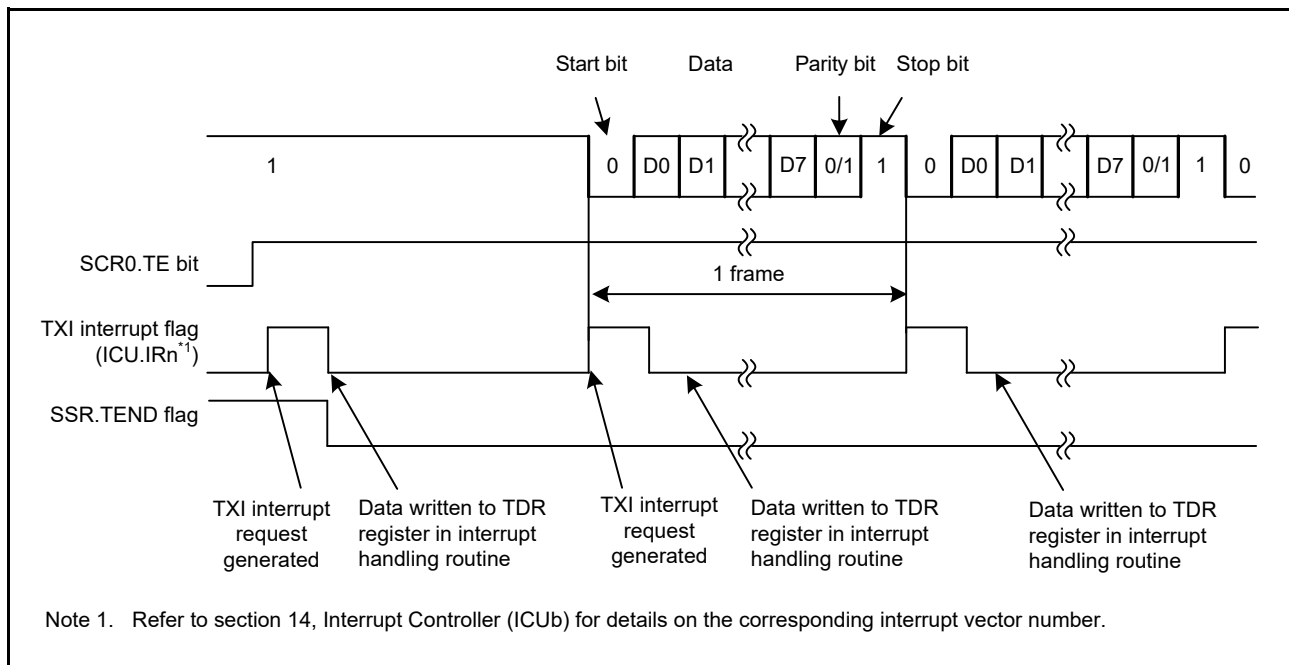 Start bit Data Parity bit Stop bit
1 0 D0 D1 D7 0/1 1 0 D0 D1 D7 0/1 1 0
SCR0.TE bit
1 frame
TXI interrupt flag
(ICU.IRn*1)
SSR.TEND flag
TXI interrupt
request
generated
Data written to TDR
register in interrupt
handling routine
TXI interrupt
request
generated
Data written to TDR
register in interrupt
handling routine
Data written to TDR
register in interrupt
handling routine
Note 1. Refer to section 14, Interrupt Controller (ICUb) for details on the corresponding interrupt vector number.